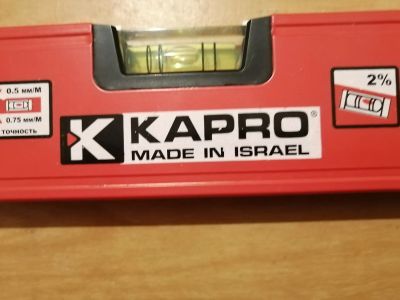 0.5 мм/М
0.75 мм/М
точность
KAPRO®
MADE IN ISRAEL
2%